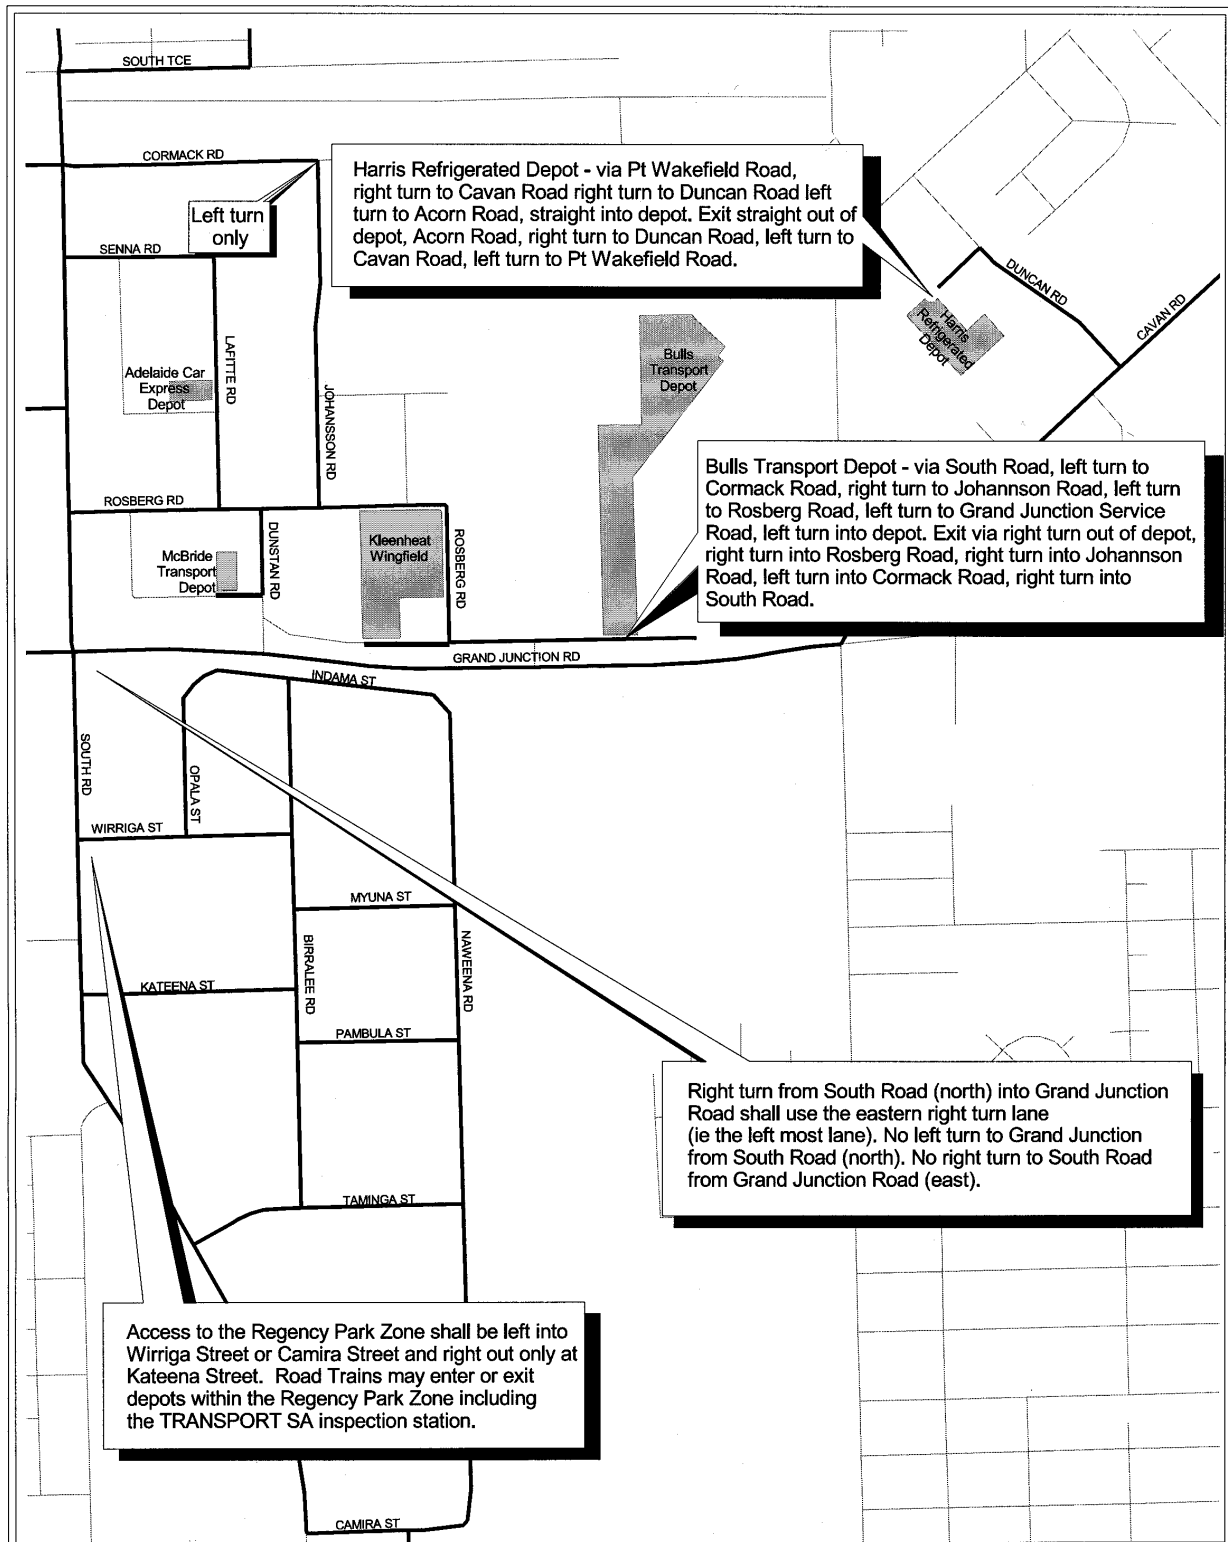 SOUTH TCE
CORMACK RD
Left turn
only
Harris Refrigerated Depot - via Pt Wakefield Road,
right turn to Cavan Road right turn to Duncan Road left
turn to Acorn Road, straight into depot. Exit straight out of
depot, Acorn Road, right turn to Duncan Road, left turn to
Cavan Road, left turn to Pt Wakefield Road.
SENNA RD
DUNCAN RD
CAVAN RD
Harris
Refrigerated
Depot
LAFITTE RD
Adelaide Car
Express
Depot
JOHANSSON RD
Bulls
Transport
Depot
Bulls Transport Depot - via South Road, left turn to
Cormack Road, right turn to Johannson Road, left turn
to Rosberg Road, left turn to Grand Junction Service
Road, left turn into depot. Exit via right turn out of depot,
right turn into Rosberg Road, right turn into Johannson
Road, left turn into Cormack Road, right turn into
South Road.
ROSBERG RD
DUNSTAN RD
Kleenheat
Wingfield
ROSBERG RD
McBride
Transport
Depot
GRAND JUNCTION RD
INDAMA ST
SOUTH RD
OPALA ST
WIRRIGA ST
MYUNA ST
BIRRALEE RD
NAWEENA RD
KATEENA ST
PAMBULA ST
Right turn from South Road (north) into Grand Junction
Road shall use the eastern right turn lane
(ie the left most lane). No left turn to Grand Junction
from South Road (north). No right turn to South Road
from Grand Junction Road (east).
TAMINGA ST
Access to the Regency Park Zone shall be left into
Wirriga Street or Camira Street and right out only at
Kateena Street. Road Trains may enter or exit
depots within the Regency Park Zone including
the TRANSPORT SA inspection station.
CAMIRA ST